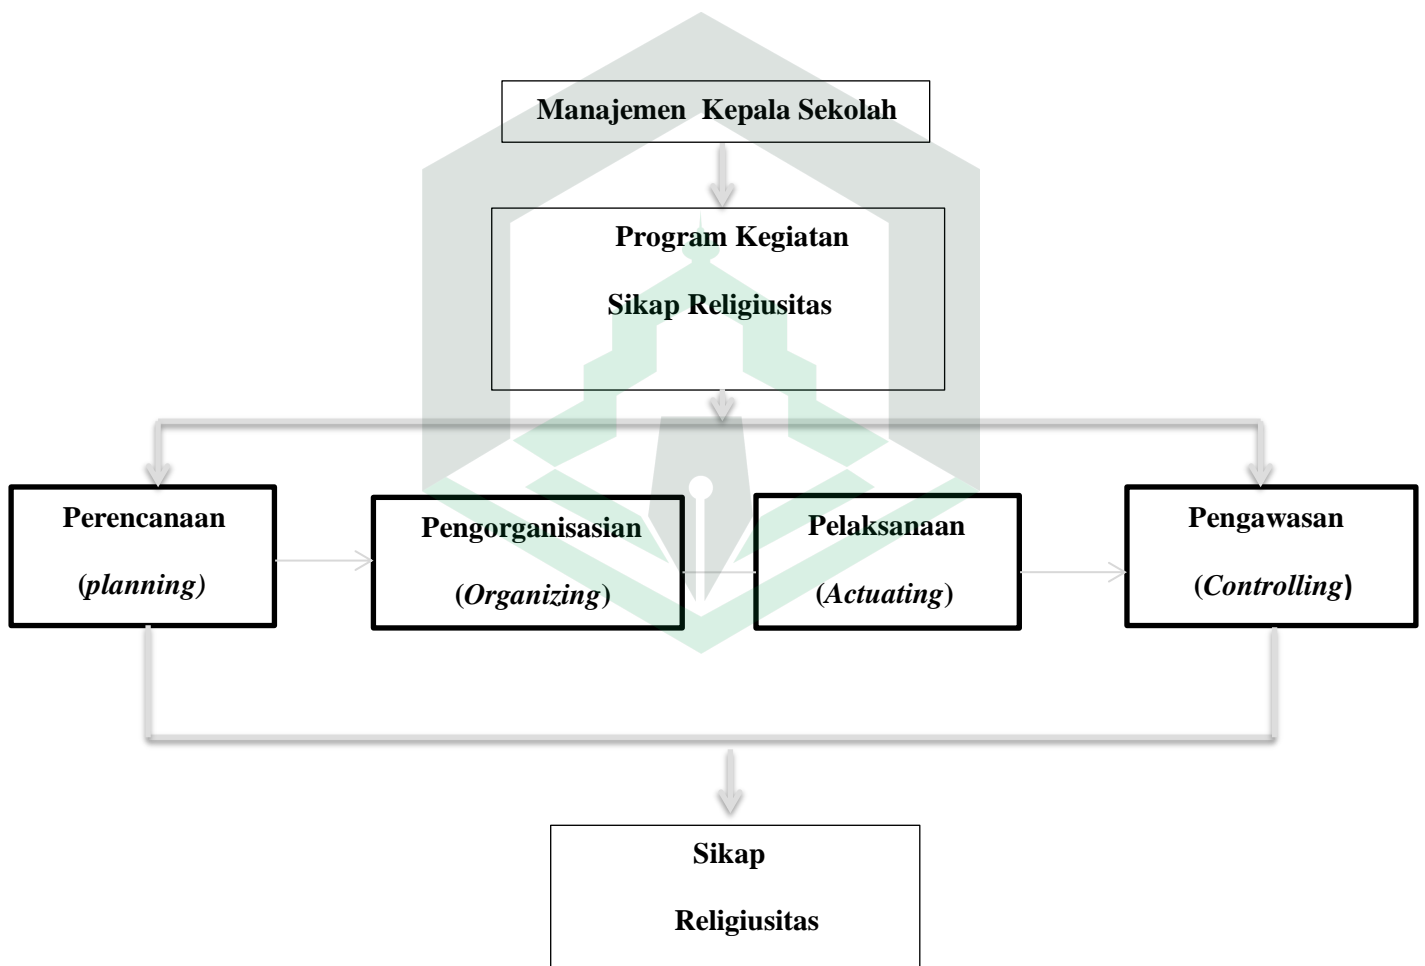 Manajemen Kepala Sekolah
Program Kegiatan
Sikap Religiusitas
Perencanaan
(planning)
Pengorganisasian
(Organizing)
Pelaksanaan
(Actuating)
Pengawasan
(Controlling)
Sikap
Religiusitas